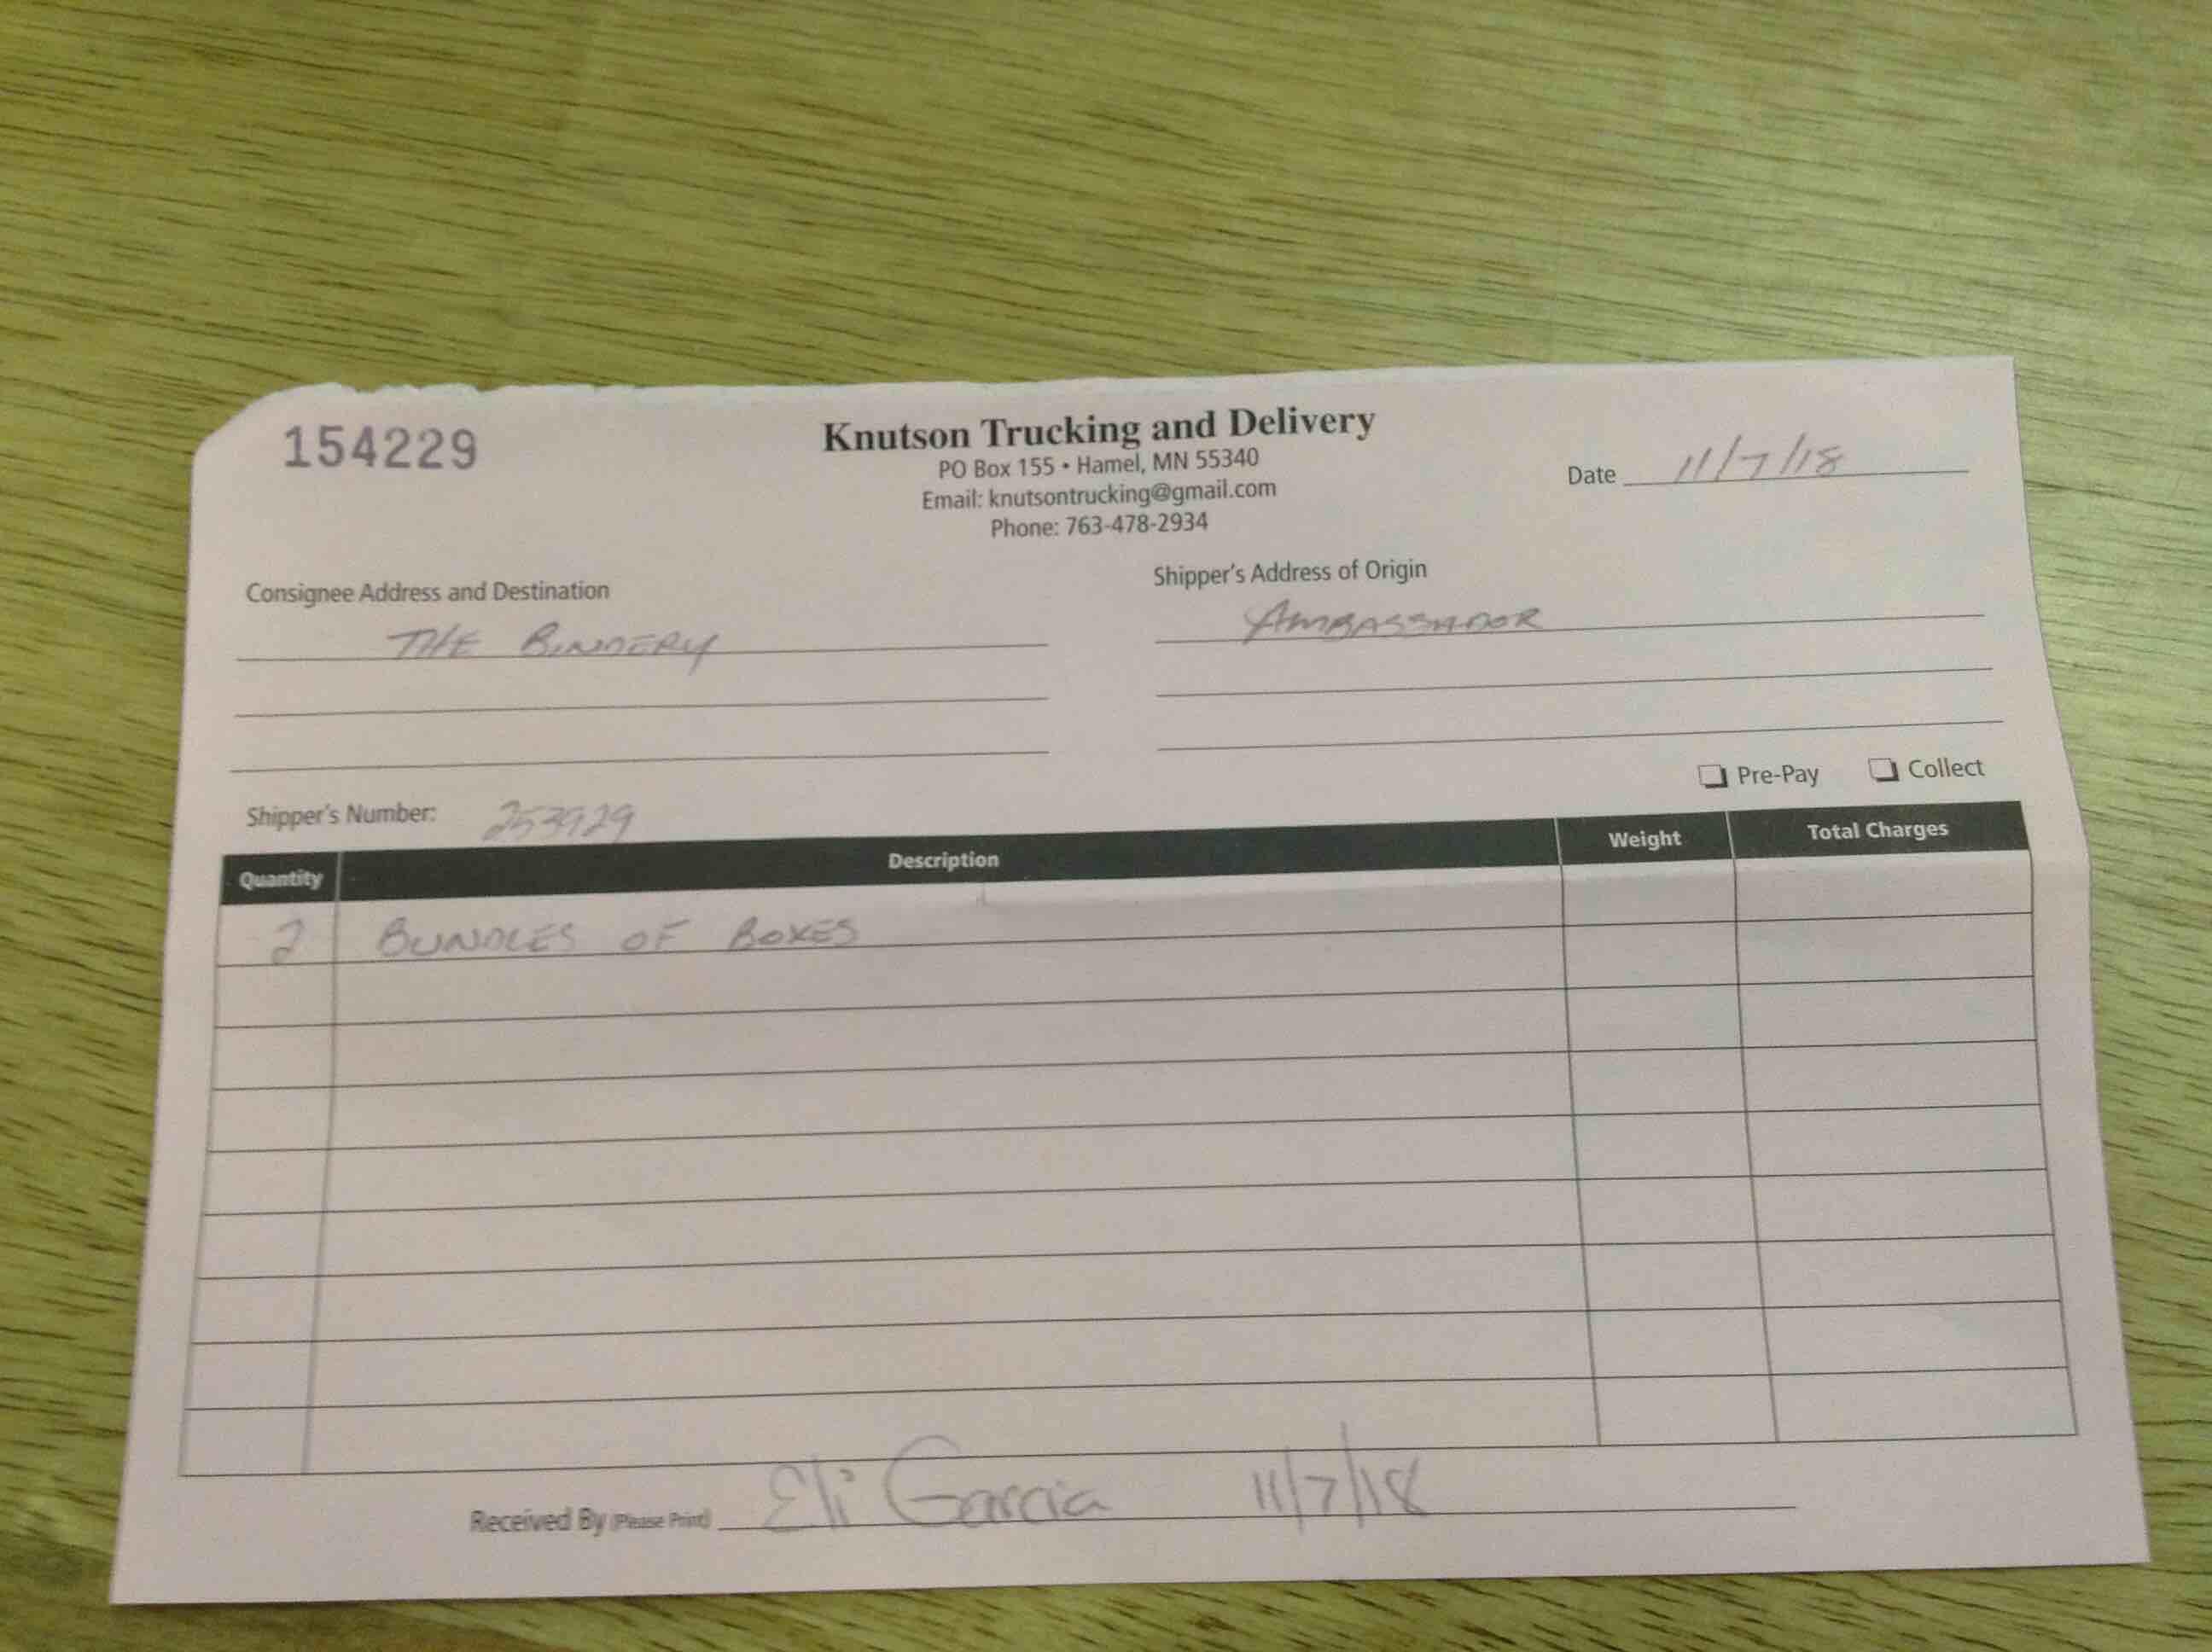 154229
Knutson Trucking and Delivery
PO Box 155 • Hamel, MN 55340
Email: knutsontrucking@gmail.com
Phone: 763-478-2934
Date 11/7/18
Consignee Address and Destination
THE BINDERY
Shipper's Address of Origin
AMBASSADOR
Pre-Pay Collect
Shipper's Number: 253929
Quantity Description Weight Total Charges
2 BUNDLES OF BOXES
Received By (Please Print) Eli Garcia 11/7/18